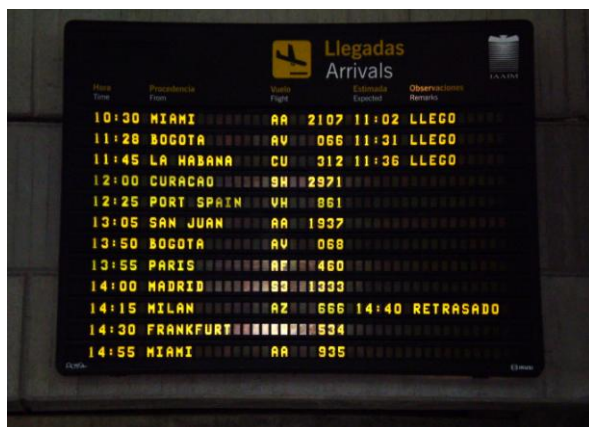 Llegadas
Arrivals
IAAIM
Hora Procedencia Vuelo Estimada Observaciones
Time From Flight Expected Remarks
10:30 MIAMI AA 2107 11:02 LLEGO
11:28 BOGOTA AV 066 11:31 LLEGO
11:45 LA HABANA CU 312 11:36 LLEGO
12:00 CURACAO 9H 2971
12:25 PORT SPAIN VH 861
13:05 SAN JUAN AA 1937
13:50 BOGOTA AV 068
13:55 PARIS AF 460
14:00 MADRID 1333
14:15 MILAN AZ 666 14:40 RETRASADO
14:30 FRANKFURT 534
14:55 MIAMI AA 935